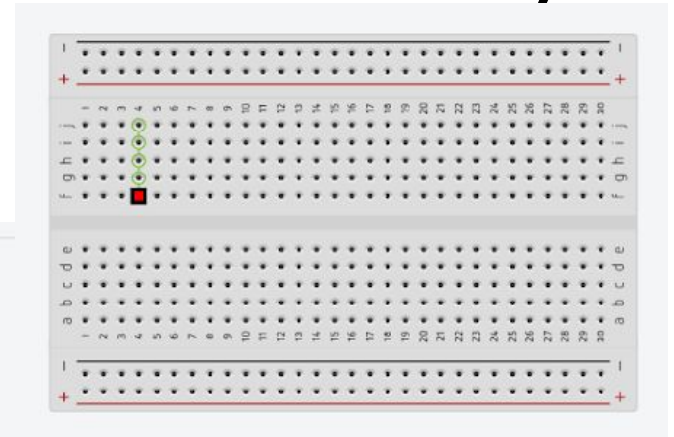 - -
+ +
1 2 3 4 5 6 7 8 9 10 11 12 13 14 15 16 17 18 19 20 21 22 23 24 25 26 27 28 29 30
j j
i i
h h
g g
f f
e e
d d
c c
b b
a a
1 2 3 4 5 6 7 8 9 10 11 12 13 14 15 16 17 18 19 20 21 22 23 24 25 26 27 28 29 30
- -
+ +